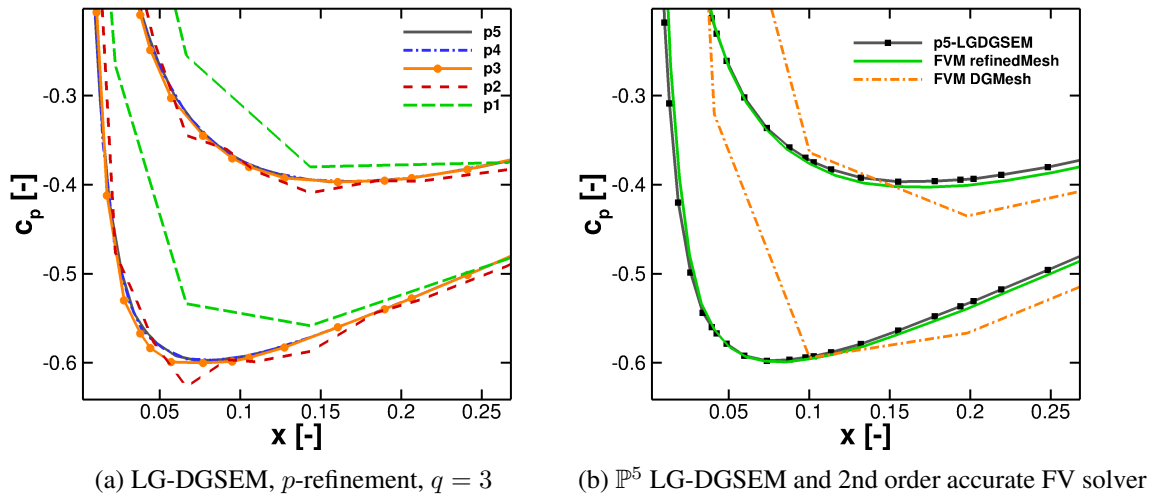 p5
p4
p3
p2
p1
-0.3
-0.4
-0.5
-0.6
c_p [-]
0.05 0.1 0.15 0.2 0.25
x [-]
(a) LG-DGSEM, p-refinement, q = 3
p5-LGDGSEM
FVM refinedMesh
FVM DGMesh
-0.3
-0.4
-0.5
-0.6
c_p [-]
0.05 0.1 0.15 0.2 0.25
x [-]
(b) ℙ⁵ LG-DGSEM and 2nd order accurate FV solver